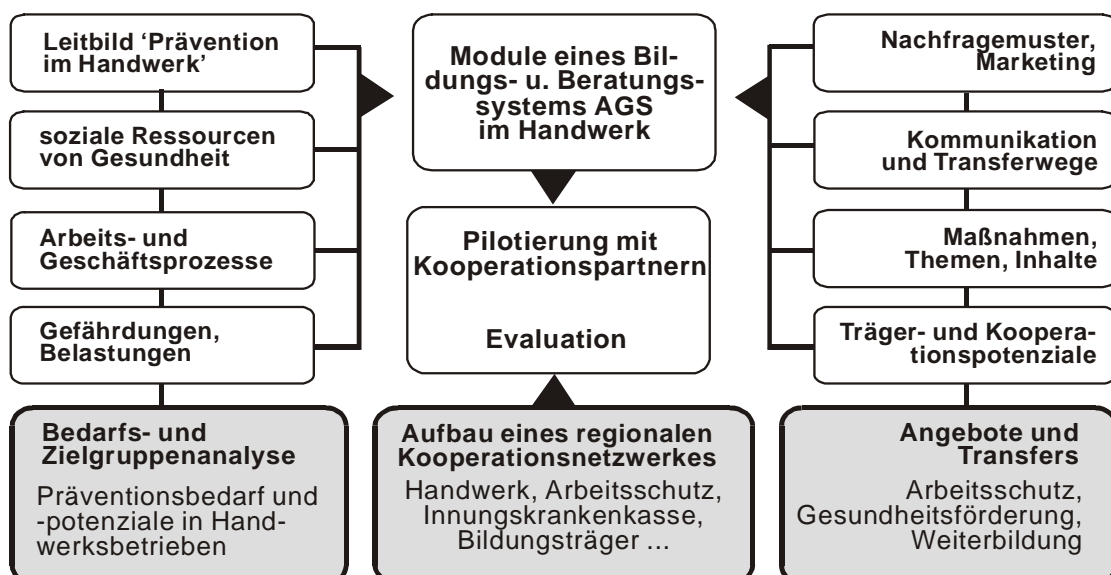 Leitbild ‘Prävention
im Handwerk’
soziale Ressourcen
von Gesundheit
Arbeits- und
Geschäftsprozesse
Gefährdungen,
Belastungen
Bedarfs- und
Zielgruppenanalyse
Präventionsbedarf und
-potenziale in Hand-
werksbetrieben
Module eines Bil-
dungs- u. Beratungs-
systems AGS
im Handwerk
Pilotierung mit
Kooperationspartnern
Evaluation
Aufbau eines regionalen
Kooperationsnetzwerkes
Handwerk, Arbeitsschutz,
Innungskrankenkasse,
Bildungsträger ...
Nachfragemuster,
Marketing
Kommunikation
und Transferwege
Maßnahmen,
Themen, Inhalte
Träger- und Koopera-
tionspotenziale
Angebote und
Transfers
Arbeitsschutz,
Gesundheitsförderung,
Weiterbildung